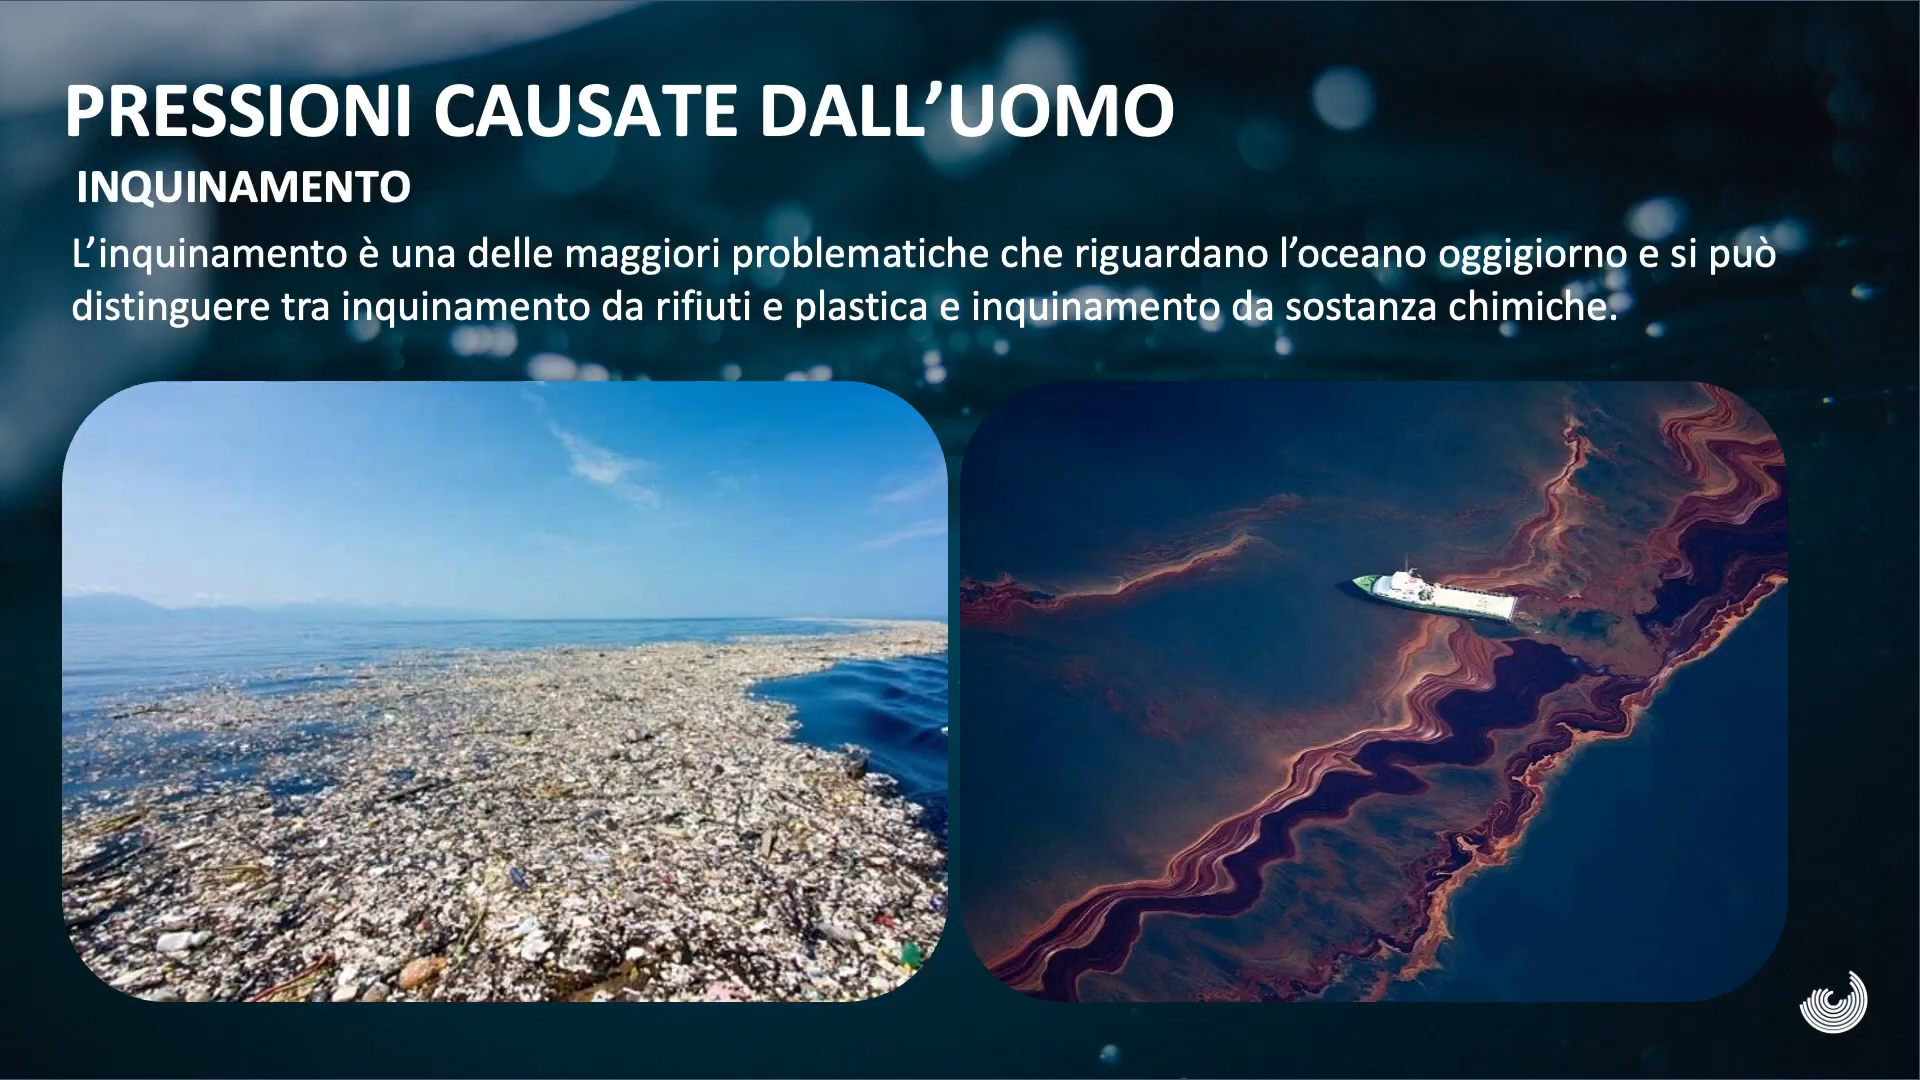 PRESSIONI CAUSATE DALL’UOMO
INQUINAMENTO
L’inquinamento è una delle maggiori problematiche che riguardano l’oceano oggigiorno e si può
distinguere tra inquinamento da rifiuti e plastica e inquinamento da sostanza chimiche.